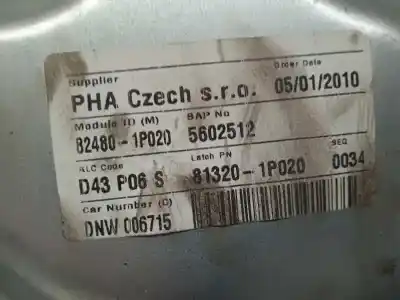 Supplier Order Date
PHA Czech s.r.o. 05/01/2010
Module ID (M) SAP No
82480-1P020 5602512
ALC Code Latch PN SEQ
D43 P06 S 81320-1P020 0034
Car Number (C)
DNW 006715